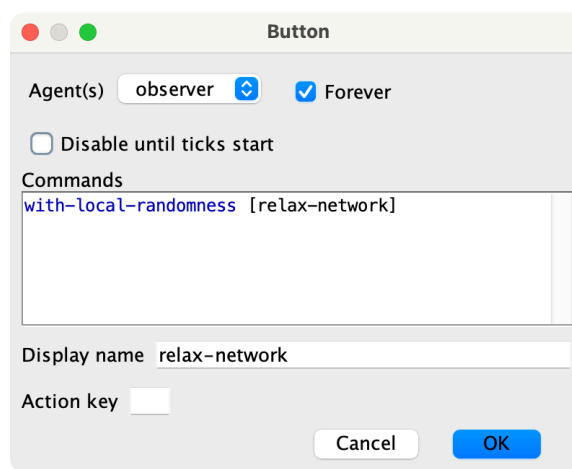 Button
Agent(s) observer Forever
Disable until ticks start
Commands
with-local-randomness [relax-network]
Display name relax-network
Action key
Cancel OK